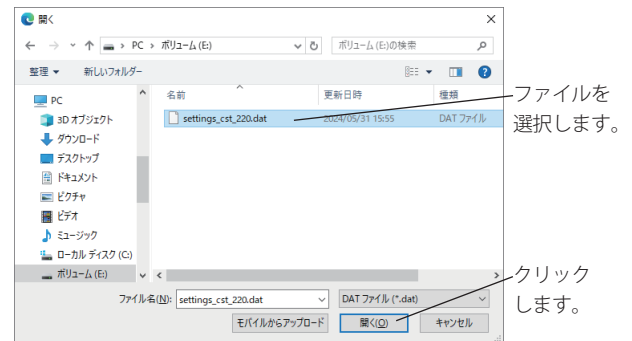 開く
PC › ボリューム (E:)
ボリューム (E:)の検索
整理 ▼ 新しいフォルダー
名前 更新日時 種類
settings_cst_220.dat 2024/05/31 15:55 DAT ファイル
ファイルを
選択します。
PC
3D オブジェクト
ダウンロード
デスクトップ
ドキュメント
ピクチャ
ビデオ
ミュージック
ローカル ディスク (C:)
ボリューム (E:)
ファイル名(N): settings_cst_220.dat DAT ファイル (*.dat)
モバイルからアップロード 開く(O) キャンセル
クリック
します。